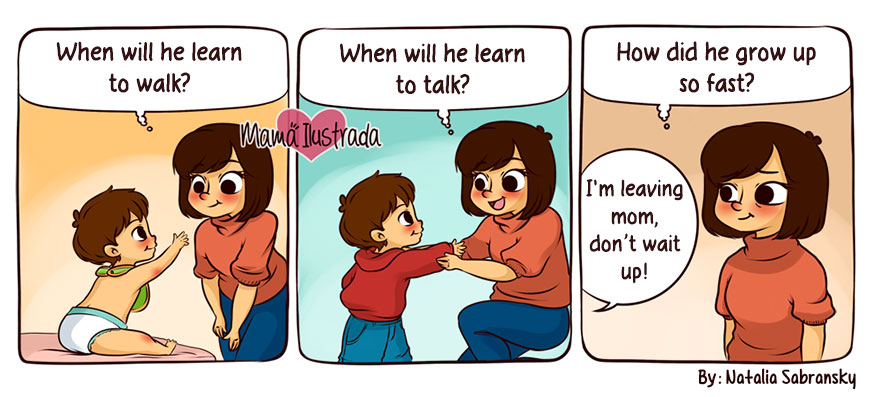 When will he learn
to walk?
When will he learn
to talk?
How did he grow up
so fast?
Mamá Ilustrada
I'm leaving
mom,
don't wait
up!
By: Natalia Sabransky